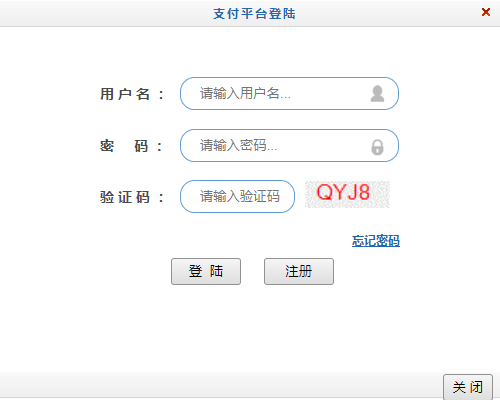 支付平台登陆
用户名： 请输入用户名...
密 码： 请输入密码...
验证码： 请输入验证码 QYJ8
忘记密码
登 陆 注册
关 闭